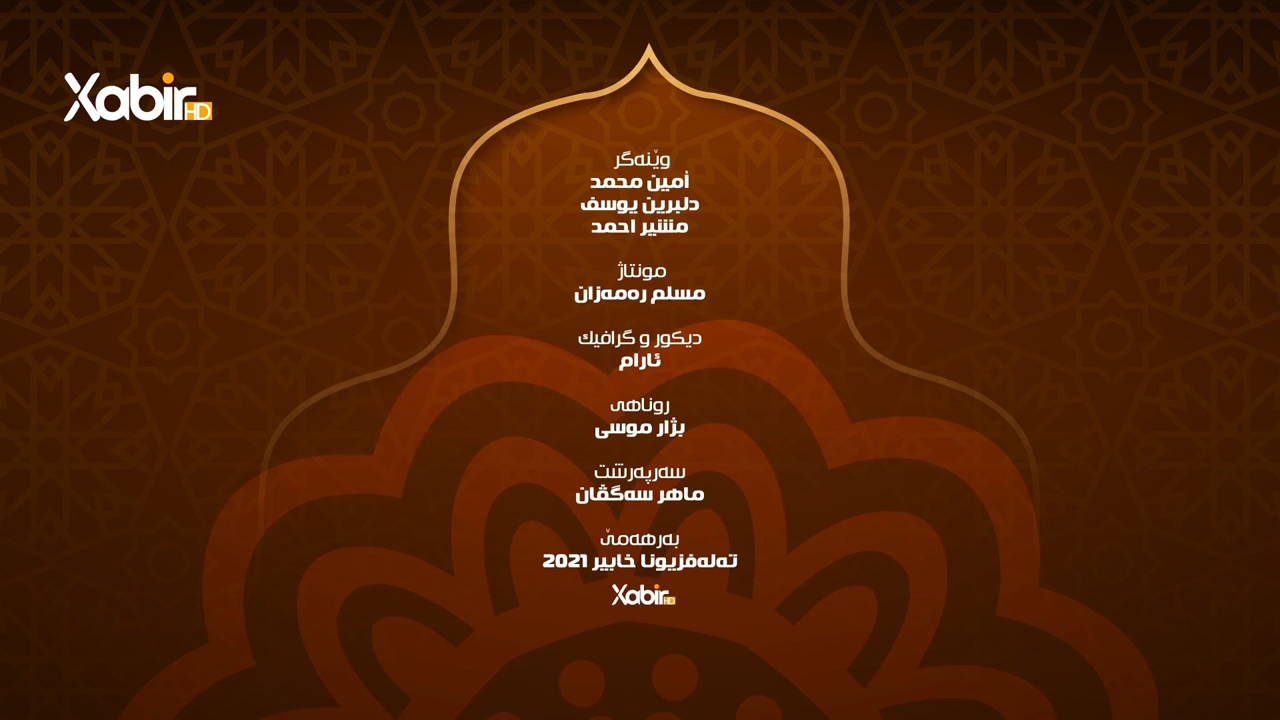 Xabir HD
وێنەگر
أمین محمد
دلبرین یوسف
مشیر احمد
مونتاژ
مسلم رەمەزان
دیکور و گرافیك
ئارام
روناهی
بژار موسی
سەرپەرشت
ماهر سەگڤان
بەرهەمێ
تەلەفزیونا خابیر 2021
Xabir HD